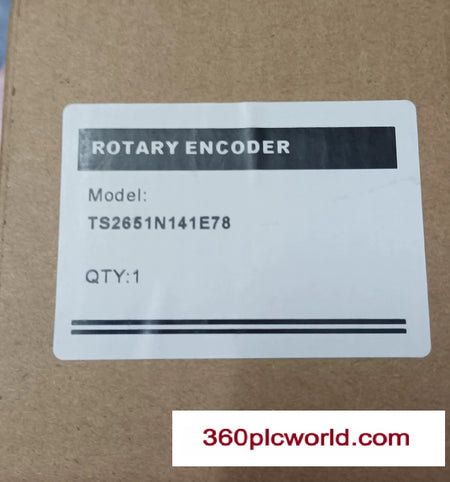 ROTARY ENCODER
Model:
TS2651N141E78
QTY:1
360plcworld.com